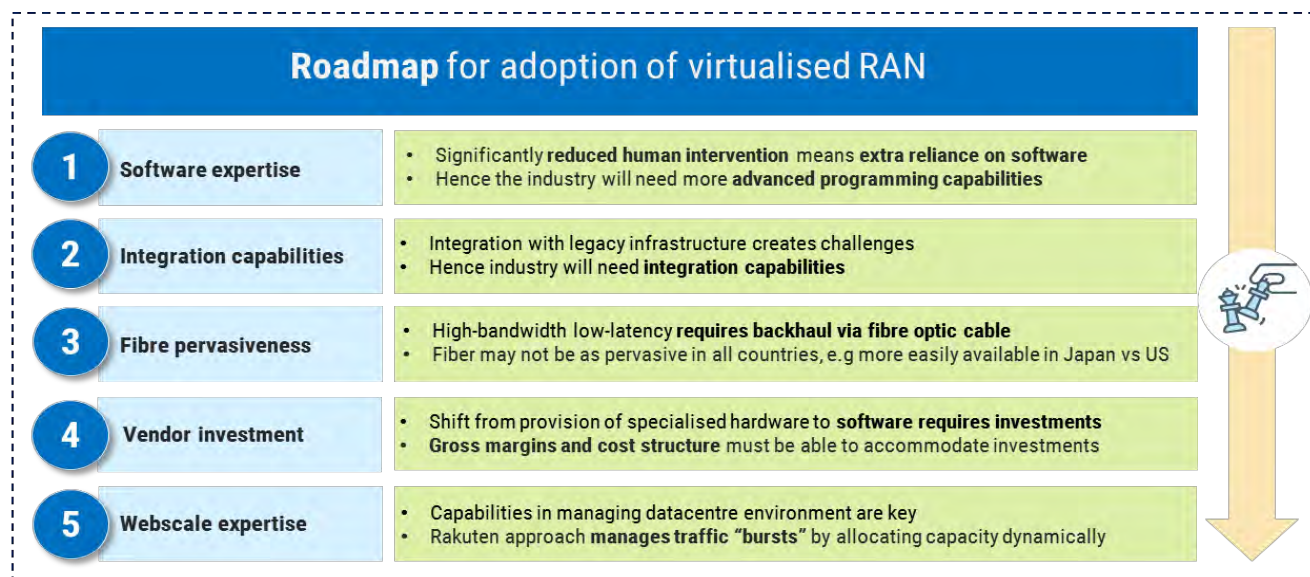 Roadmap for adoption of virtualised RAN
1
Software expertise
• Significantly reduced human intervention means extra reliance on software
• Hence the industry will need more advanced programming capabilities
2
Integration capabilities
• Integration with legacy infrastructure creates challenges
• Hence industry will need integration capabilities
3
Fibre pervasiveness
• High-bandwidth low-latency requires backhaul via fibre optic cable
• Fiber may not be as pervasive in all countries, e.g more easily available in Japan vs US
4
Vendor investment
• Shift from provision of specialised hardware to software requires investments
• Gross margins and cost structure must be able to accommodate investments
5
Webscale expertise
• Capabilities in managing datacentre environment are key
• Rakuten approach manages traffic “bursts” by allocating capacity dynamically